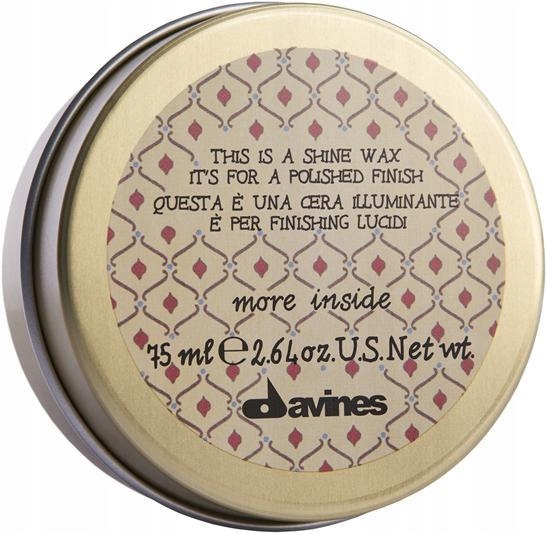 THIS IS A SHINE WAX
IT'S FOR A POLISHED FINISH
QUESTA È UNA CERA ILLUMINANTE
È PER FINISHING LUCIDI
more inside
75 ml ℮ 2.64 oz. U.S. Net wt.
davines